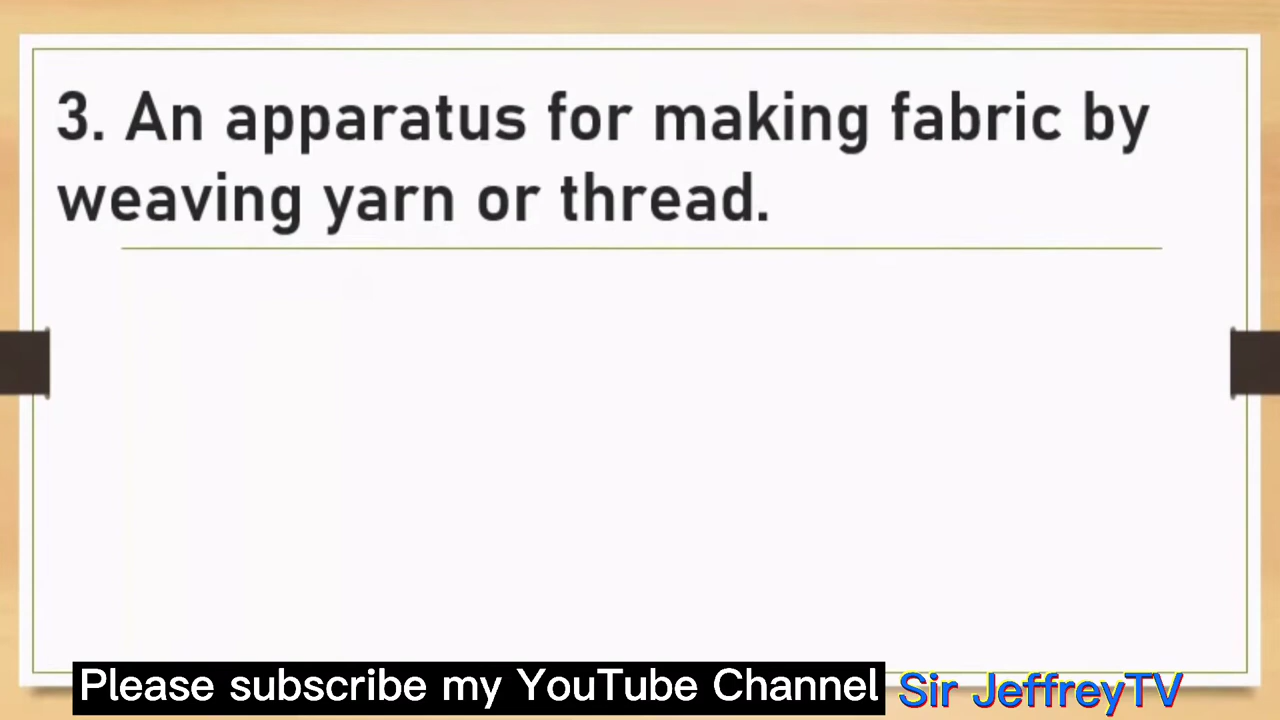 3. An apparatus for making fabric by
weaving yarn or thread.
Please subscribe my YouTube Channel Sir JeffreyTV